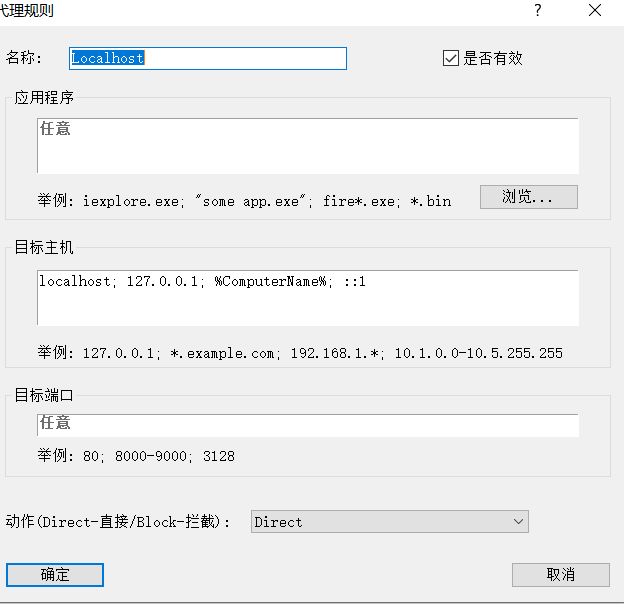 代理规则 ?
名称: Localhost 是否有效
应用程序
任意
举例: iexplore.exe; "some app.exe"; fire*.exe; *.bin 浏览...
目标主机
localhost; 127.0.0.1; %ComputerName%; ::1
举例: 127.0.0.1; *.example.com; 192.168.1.*; 10.1.0.0-10.5.255.255
目标端口
任意
举例: 80; 8000-9000; 3128
动作(Direct-直接/Block-拦截): Direct
确定 取消